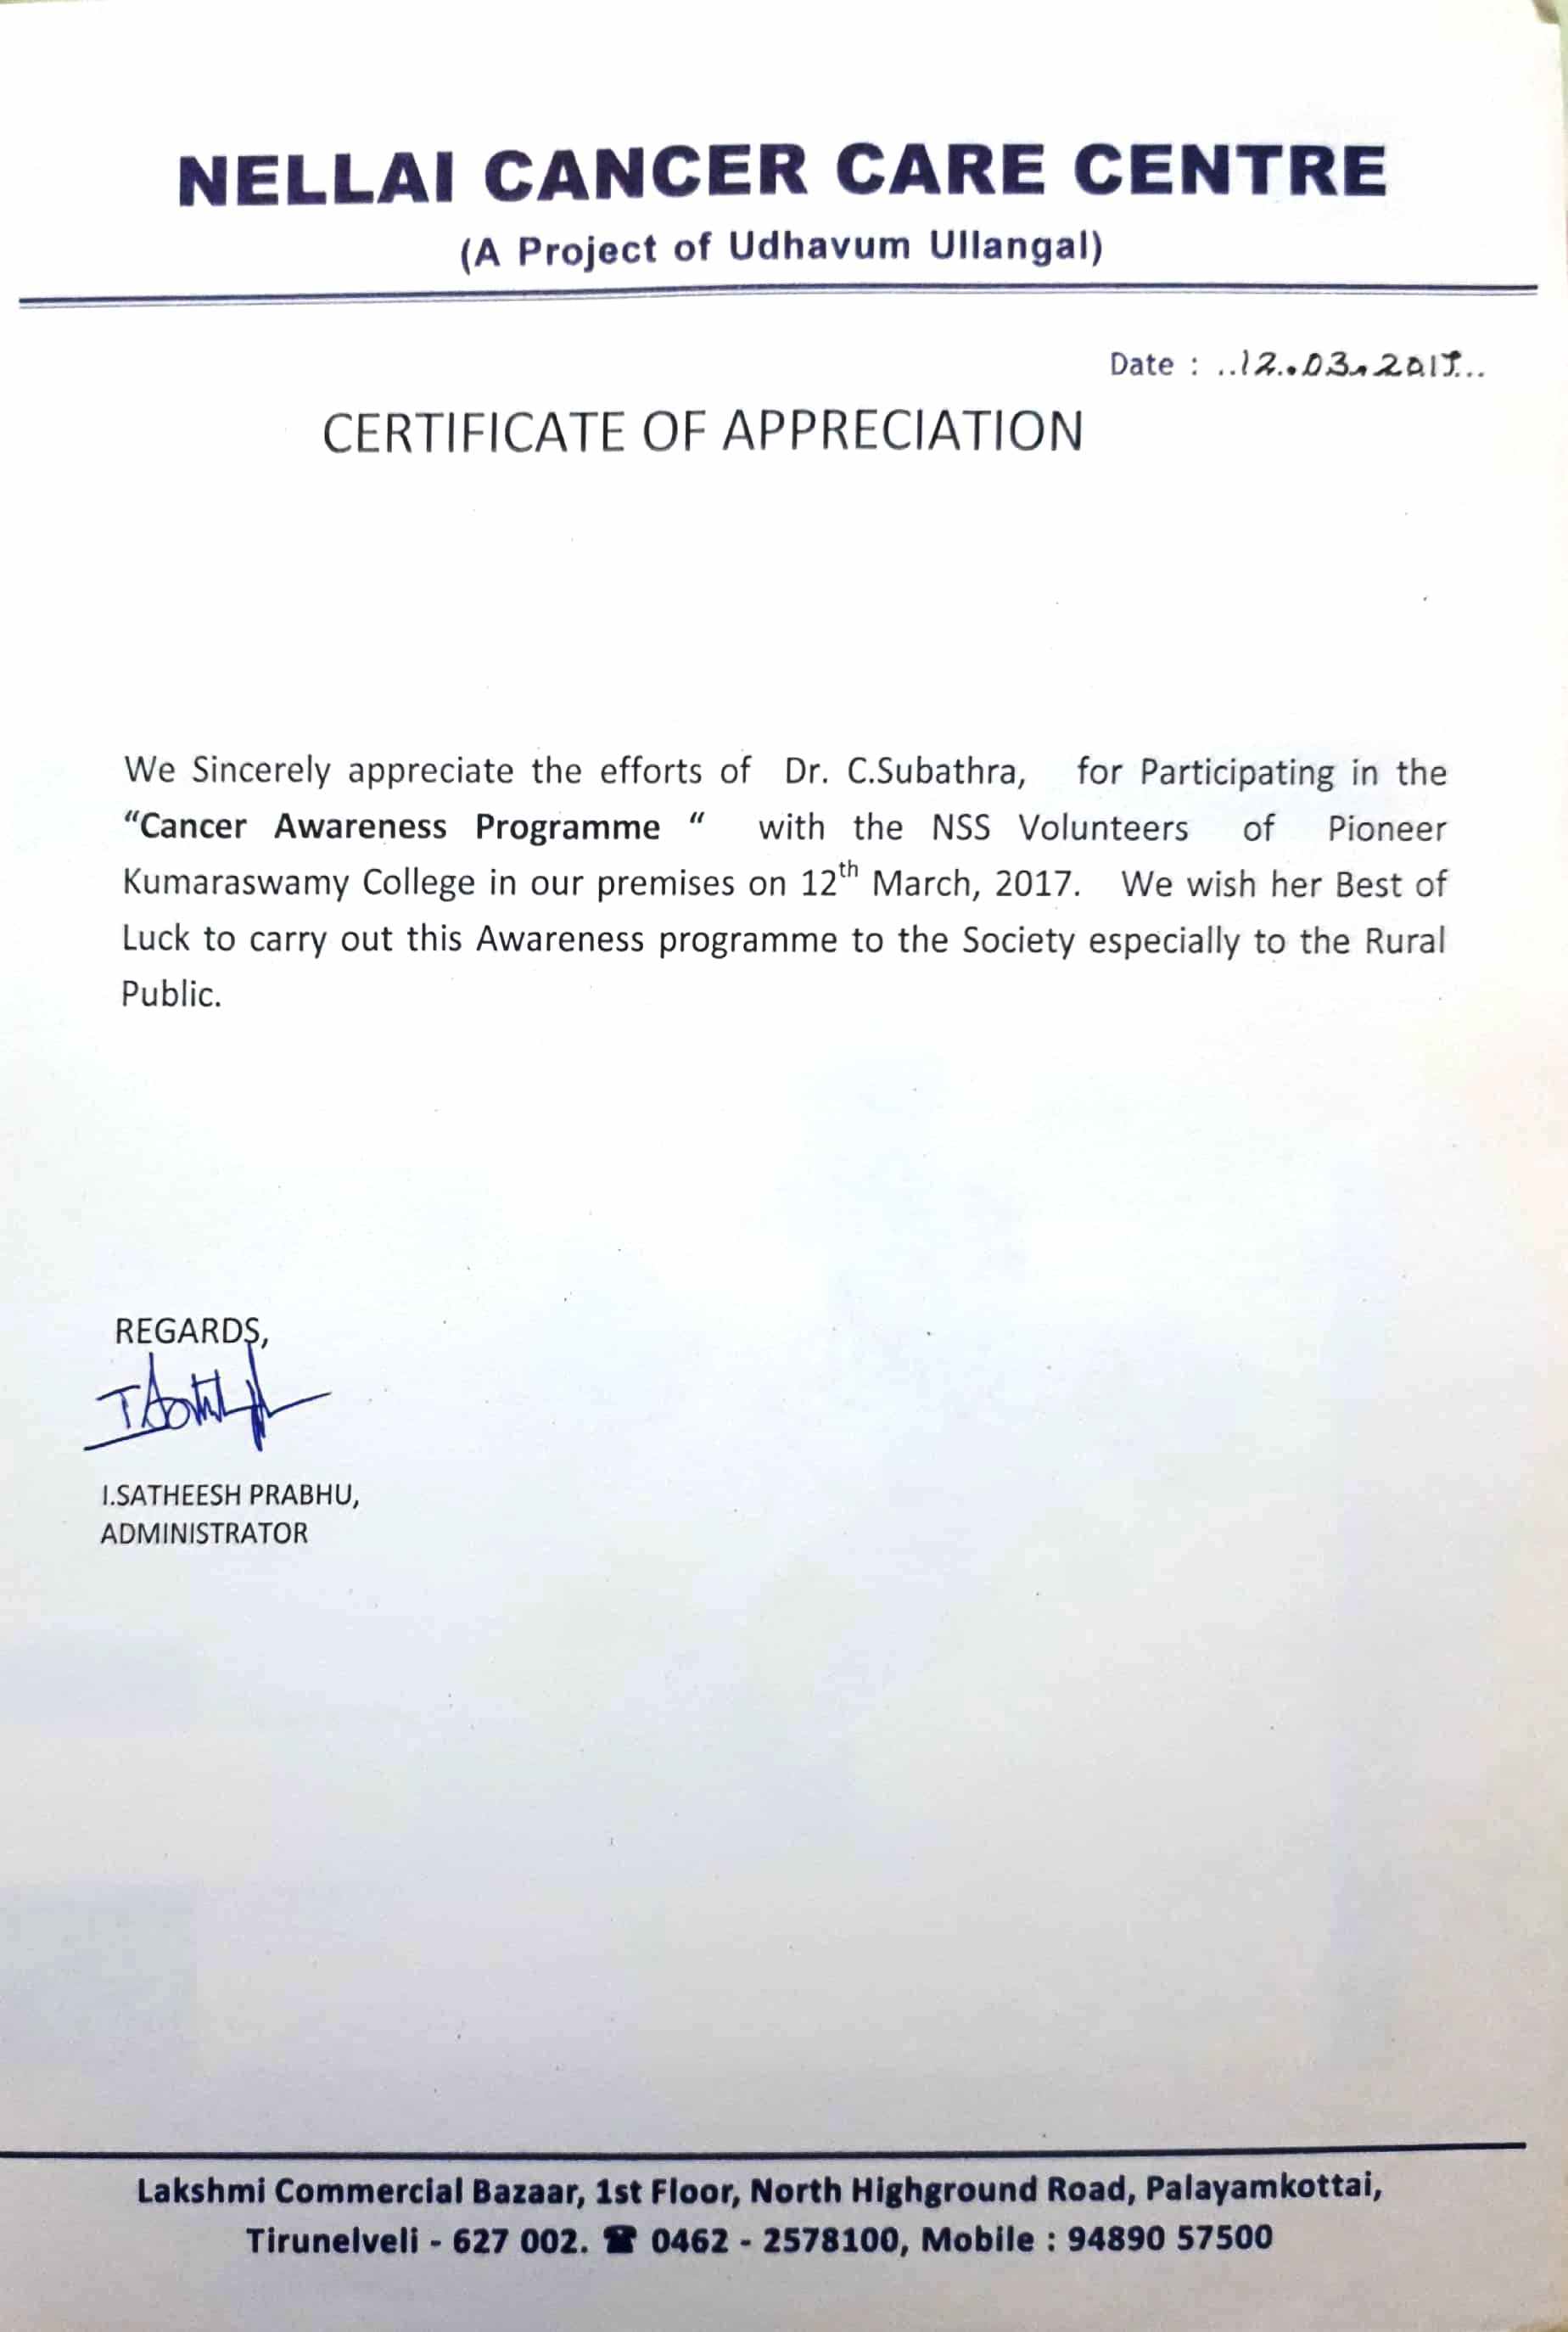 NELLAI CANCER CARE CENTRE
(A Project of Udhavum Ullangal)
Date : ..12..03.2017...
CERTIFICATE OF APPRECIATION
We Sincerely appreciate the efforts of Dr. C.Subathra, for Participating in the
“Cancer Awareness Programme “ with the NSS Volunteers of Pioneer
Kumaraswamy College in our premises on 12th March, 2017. We wish her Best of
Luck to carry out this Awareness programme to the Society especially to the Rural
Public.
REGARDS,
I.SATHEESH PRABHU,
ADMINISTRATOR
Lakshmi Commercial Bazaar, 1st Floor, North Highground Road, Palayamkottai,
Tirunelveli - 627 002. ☎ 0462 - 2578100, Mobile : 94890 57500